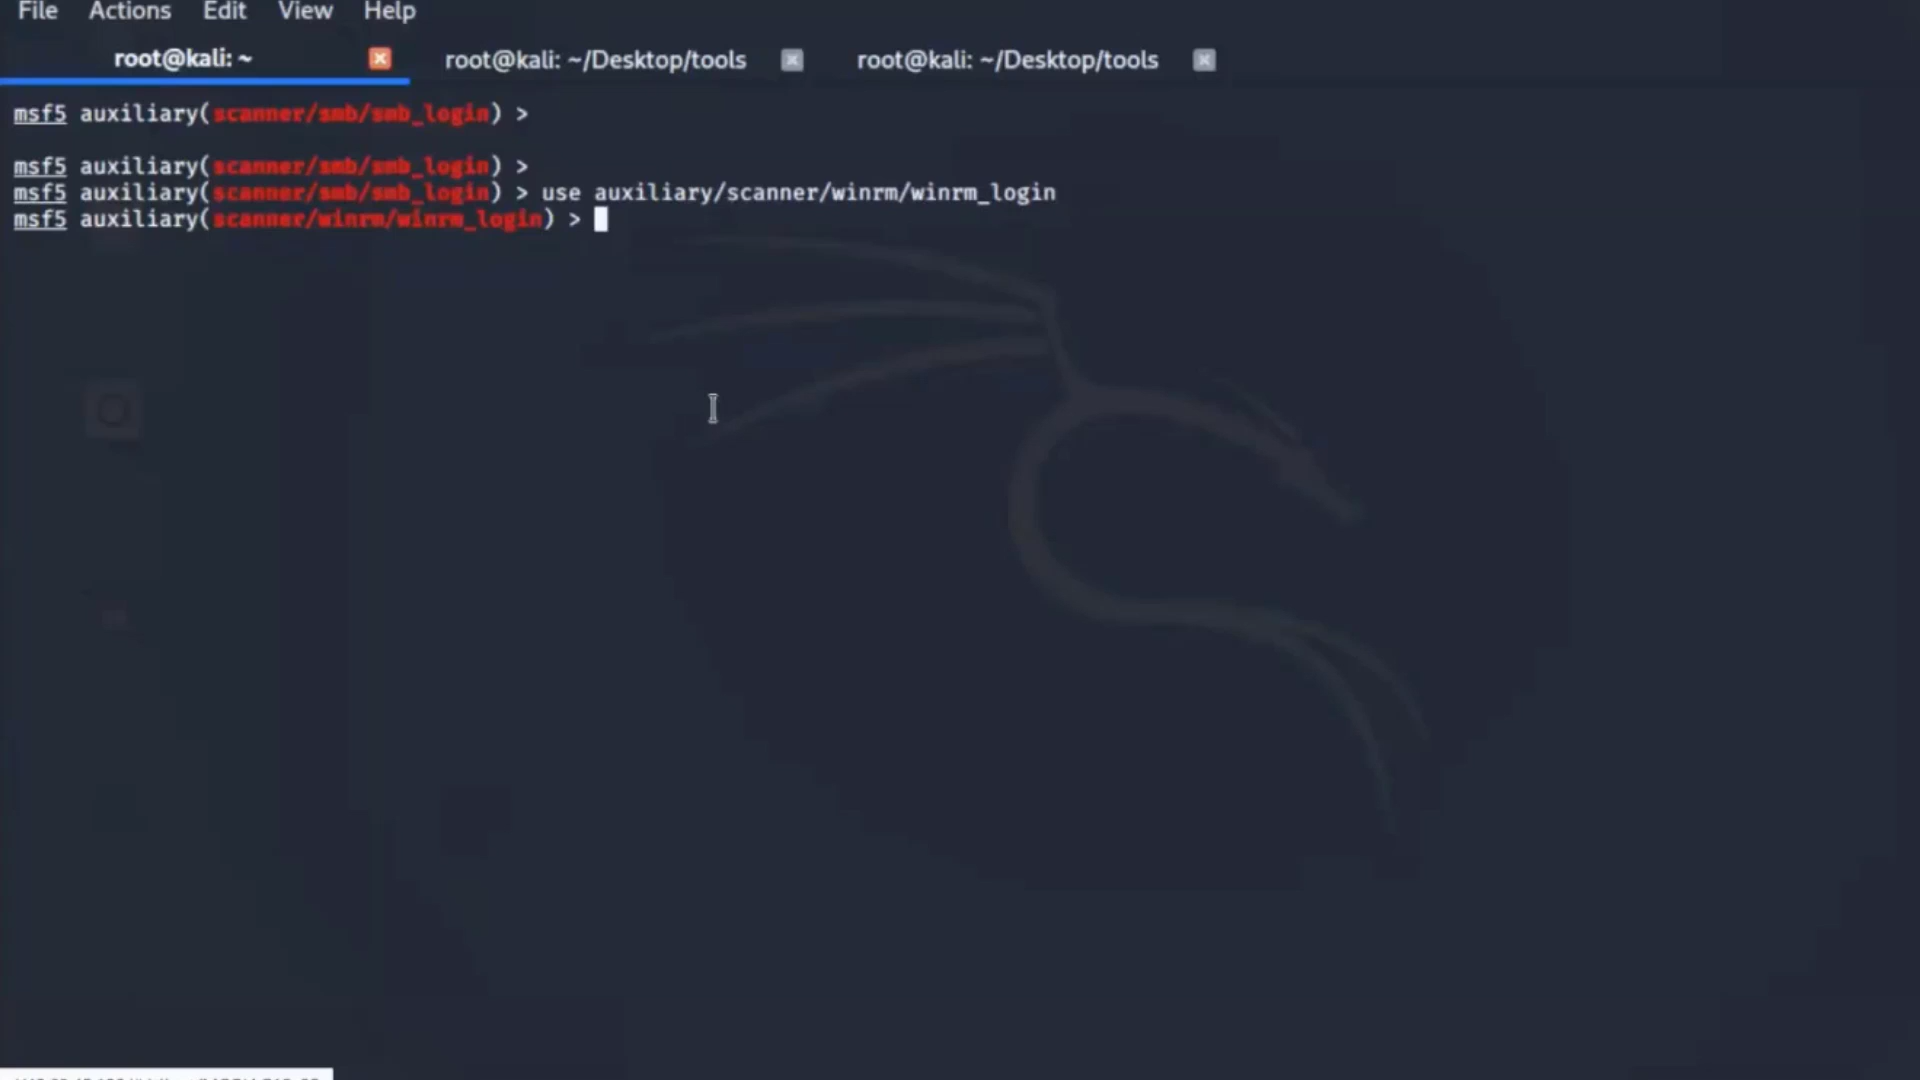 File Actions Edit View Help
root@kali: ~ root@kali: ~/Desktop/tools root@kali: ~/Desktop/tools
msf5 auxiliary(scanner/smb/smb_login) >
msf5 auxiliary(scanner/smb/smb_login) >
msf5 auxiliary(scanner/smb/smb_login) > use auxiliary/scanner/winrm/winrm_login
msf5 auxiliary(scanner/winrm/winrm_login) >